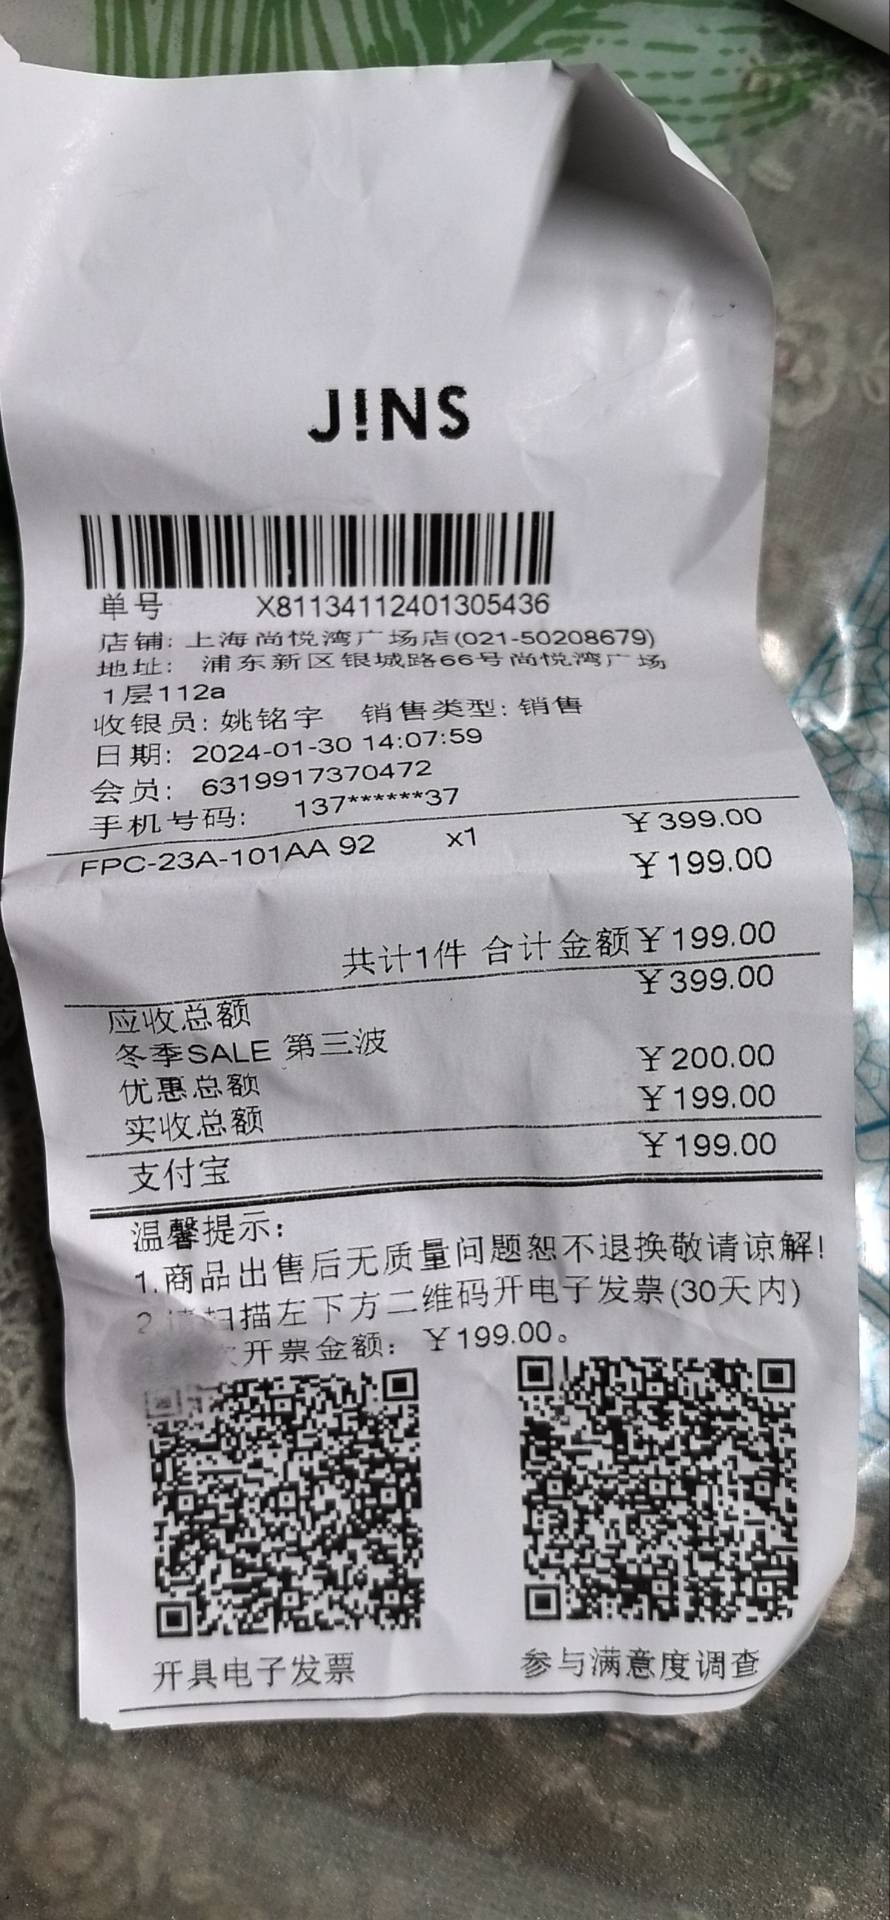 J!NS
单号 X81134112401305436
店铺: 上海尚悦湾广场店(021-50208679)
地址: 浦东新区银城路66号尚悦湾广场
1层112a
收银员: 姚铭宇 销售类型: 销售
日期: 2024-01-30 14:07:59
会员: 6319917370472
手机号码: 137******37
FPC-23A-101AA 92 x1 ￥399.00
￥199.00
共计1件 合计金额￥199.00
应收总额 ￥399.00
冬季SALE 第三波
优惠总额 ￥200.00
实收总额 ￥199.00
支付宝 ￥199.00
温馨提示:
1.商品出售后无质量问题恕不退换敬请谅解!
2.请扫描左下方二维码开电子发票(30天内)
次开票金额: ￥199.00。
开具电子发票 参与满意度调查